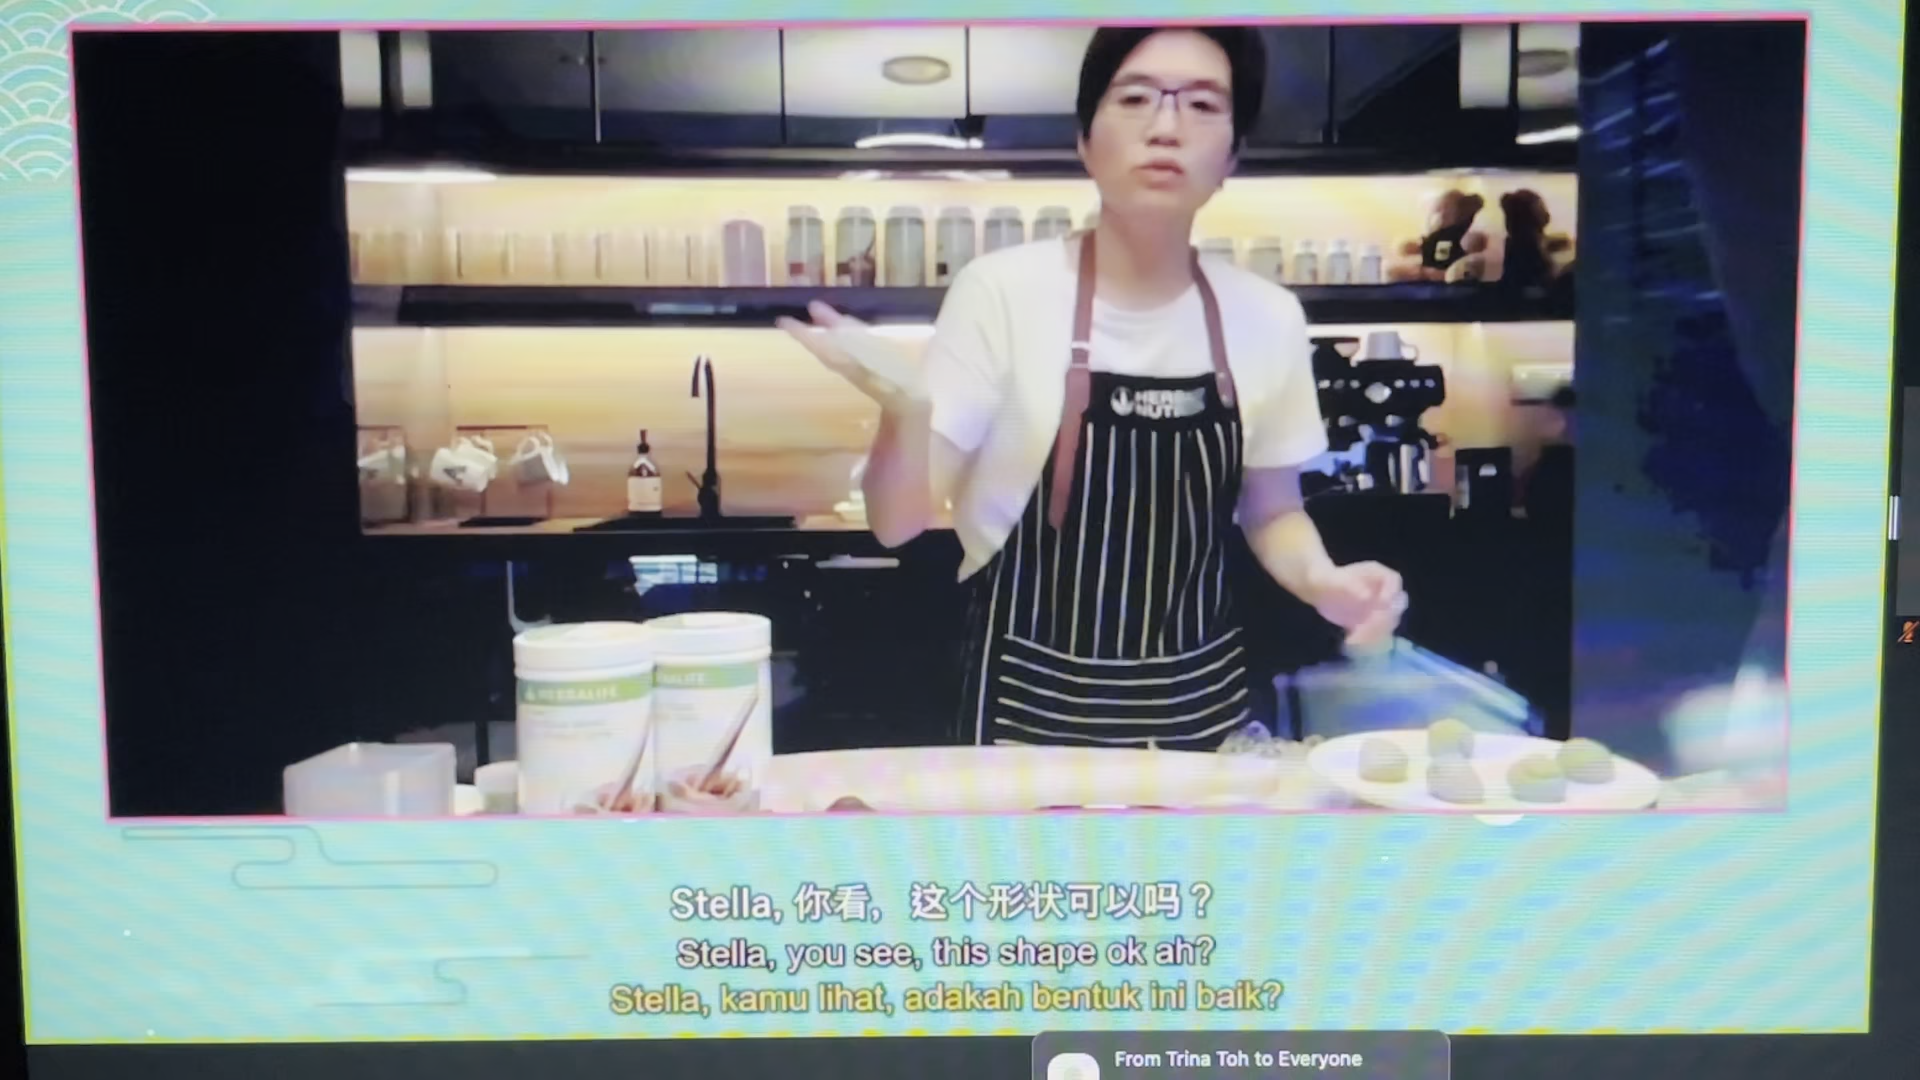 HERBALIFE
Stella, 你看, 这个形状可以吗？
Stella, you see, this shape ok ah?
Stella, kamu lihat, adakah bentuk ini baik?
From Trina Toh to Everyone